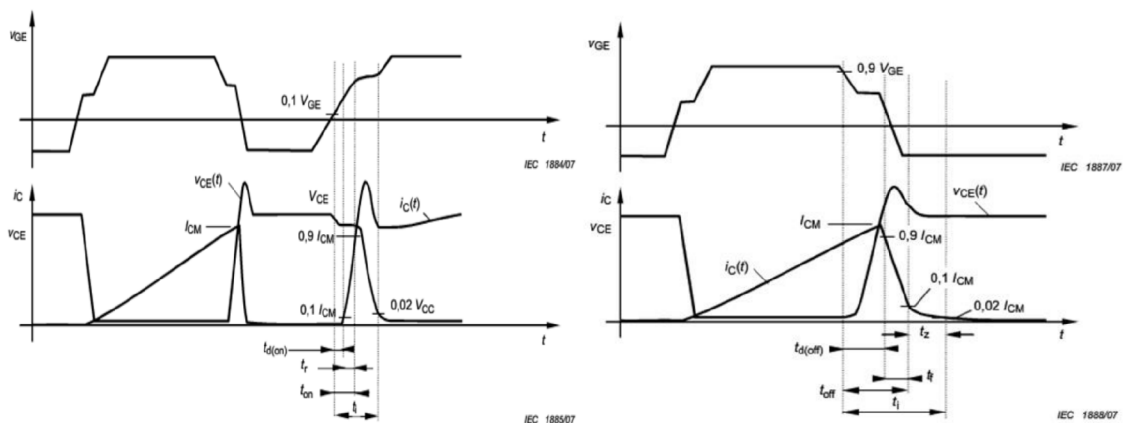 vGE
0,1 VGE
t
IEC 1884/07
iC
vCE
vCE(t)
ICM
VCE
iC(t)
0,9 ICM
0,1 ICM
0,02 VCC
t
td(on)
tr
ton
ti
IEC 1885/07
vGE
0,9 VGE
t
IEC 1887/07
iC
vCE
ICM
vCE(t)
0,9 ICM
iC(t)
0,1 ICM
0,02 ICM
tz
t
td(off)
tf
toff
ti
IEC 1888/07